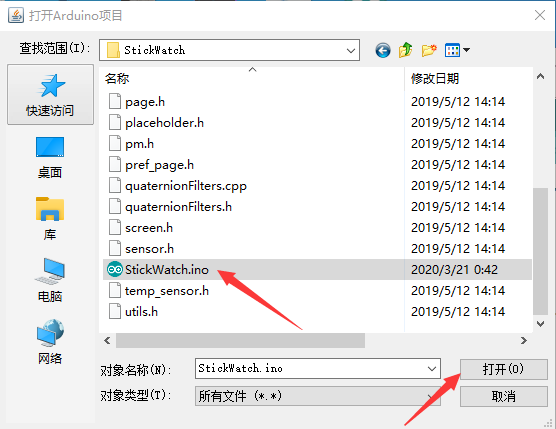 打开Arduino项目
查找范围(I): StickWatch
名称 修改日期
page.h 2019/5/12 14:14
placeholder.h 2019/5/12 14:14
pm.h 2019/5/12 14:14
pref_page.h 2019/5/12 14:14
quaternionFilters.cpp 2019/5/12 14:14
quaternionFilters.h 2019/5/12 14:14
screen.h 2019/5/12 14:14
sensor.h 2019/5/12 14:14
StickWatch.ino 2020/3/21 0:42
temp_sensor.h 2019/5/12 14:14
utils.h 2019/5/12 14:14
快速访问
桌面
库
电脑
网络
对象名称(N): StickWatch.ino 打开(O)
对象类型(T): 所有文件 (*.*) 取消